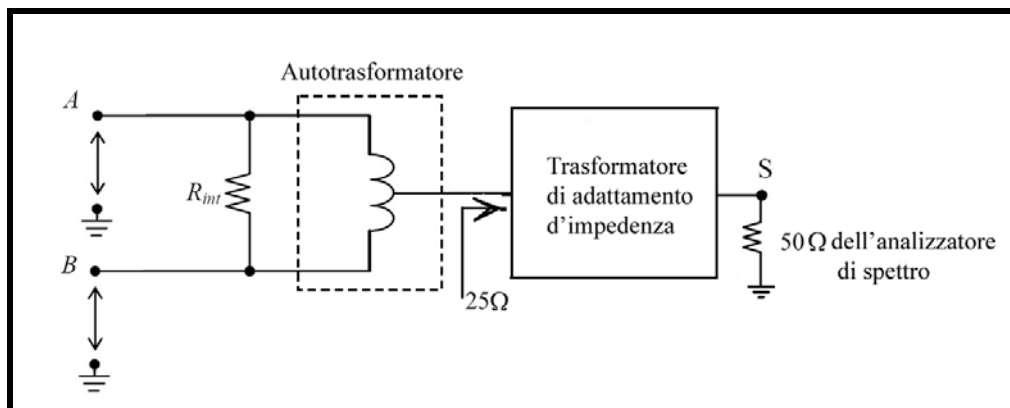 Autotrasformatore
A
R_int
B
25Ω
Trasformatore
di adattamento
d'impedenza
S
50 Ω dell'analizzatore
di spettro